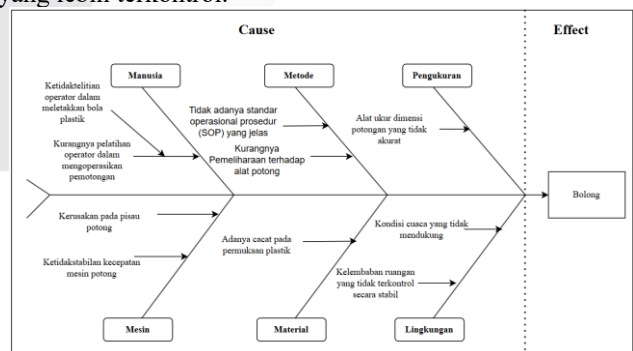 yang lebih terkontrol.
Cause
Effect
Manusia
Metode
Pengukuran
Ketidaktelitian
operator dalam
meletakkan bola
plastik
Kurangnya pelatihan
operator dalam
mengoperasikan
pemotongan
Tidak adanya standar
operasional prosedur
(SOP) yang jelas
Kurangnya
Pemeliharaan terhadap
alat potong
Alat ukur dimensi
potongan yang tidak
akurat
Bolong
Kerusakan pada pisau
potong
Ketidakstabilan kecepatan
mesin potong
Adanya cacat pada
permukaan plastik
Kondisi cuaca yang tidak
mendukung
Kelembaban ruangan
yang tidak terkontrol
secara stabil
Mesin
Material
Lingkungan